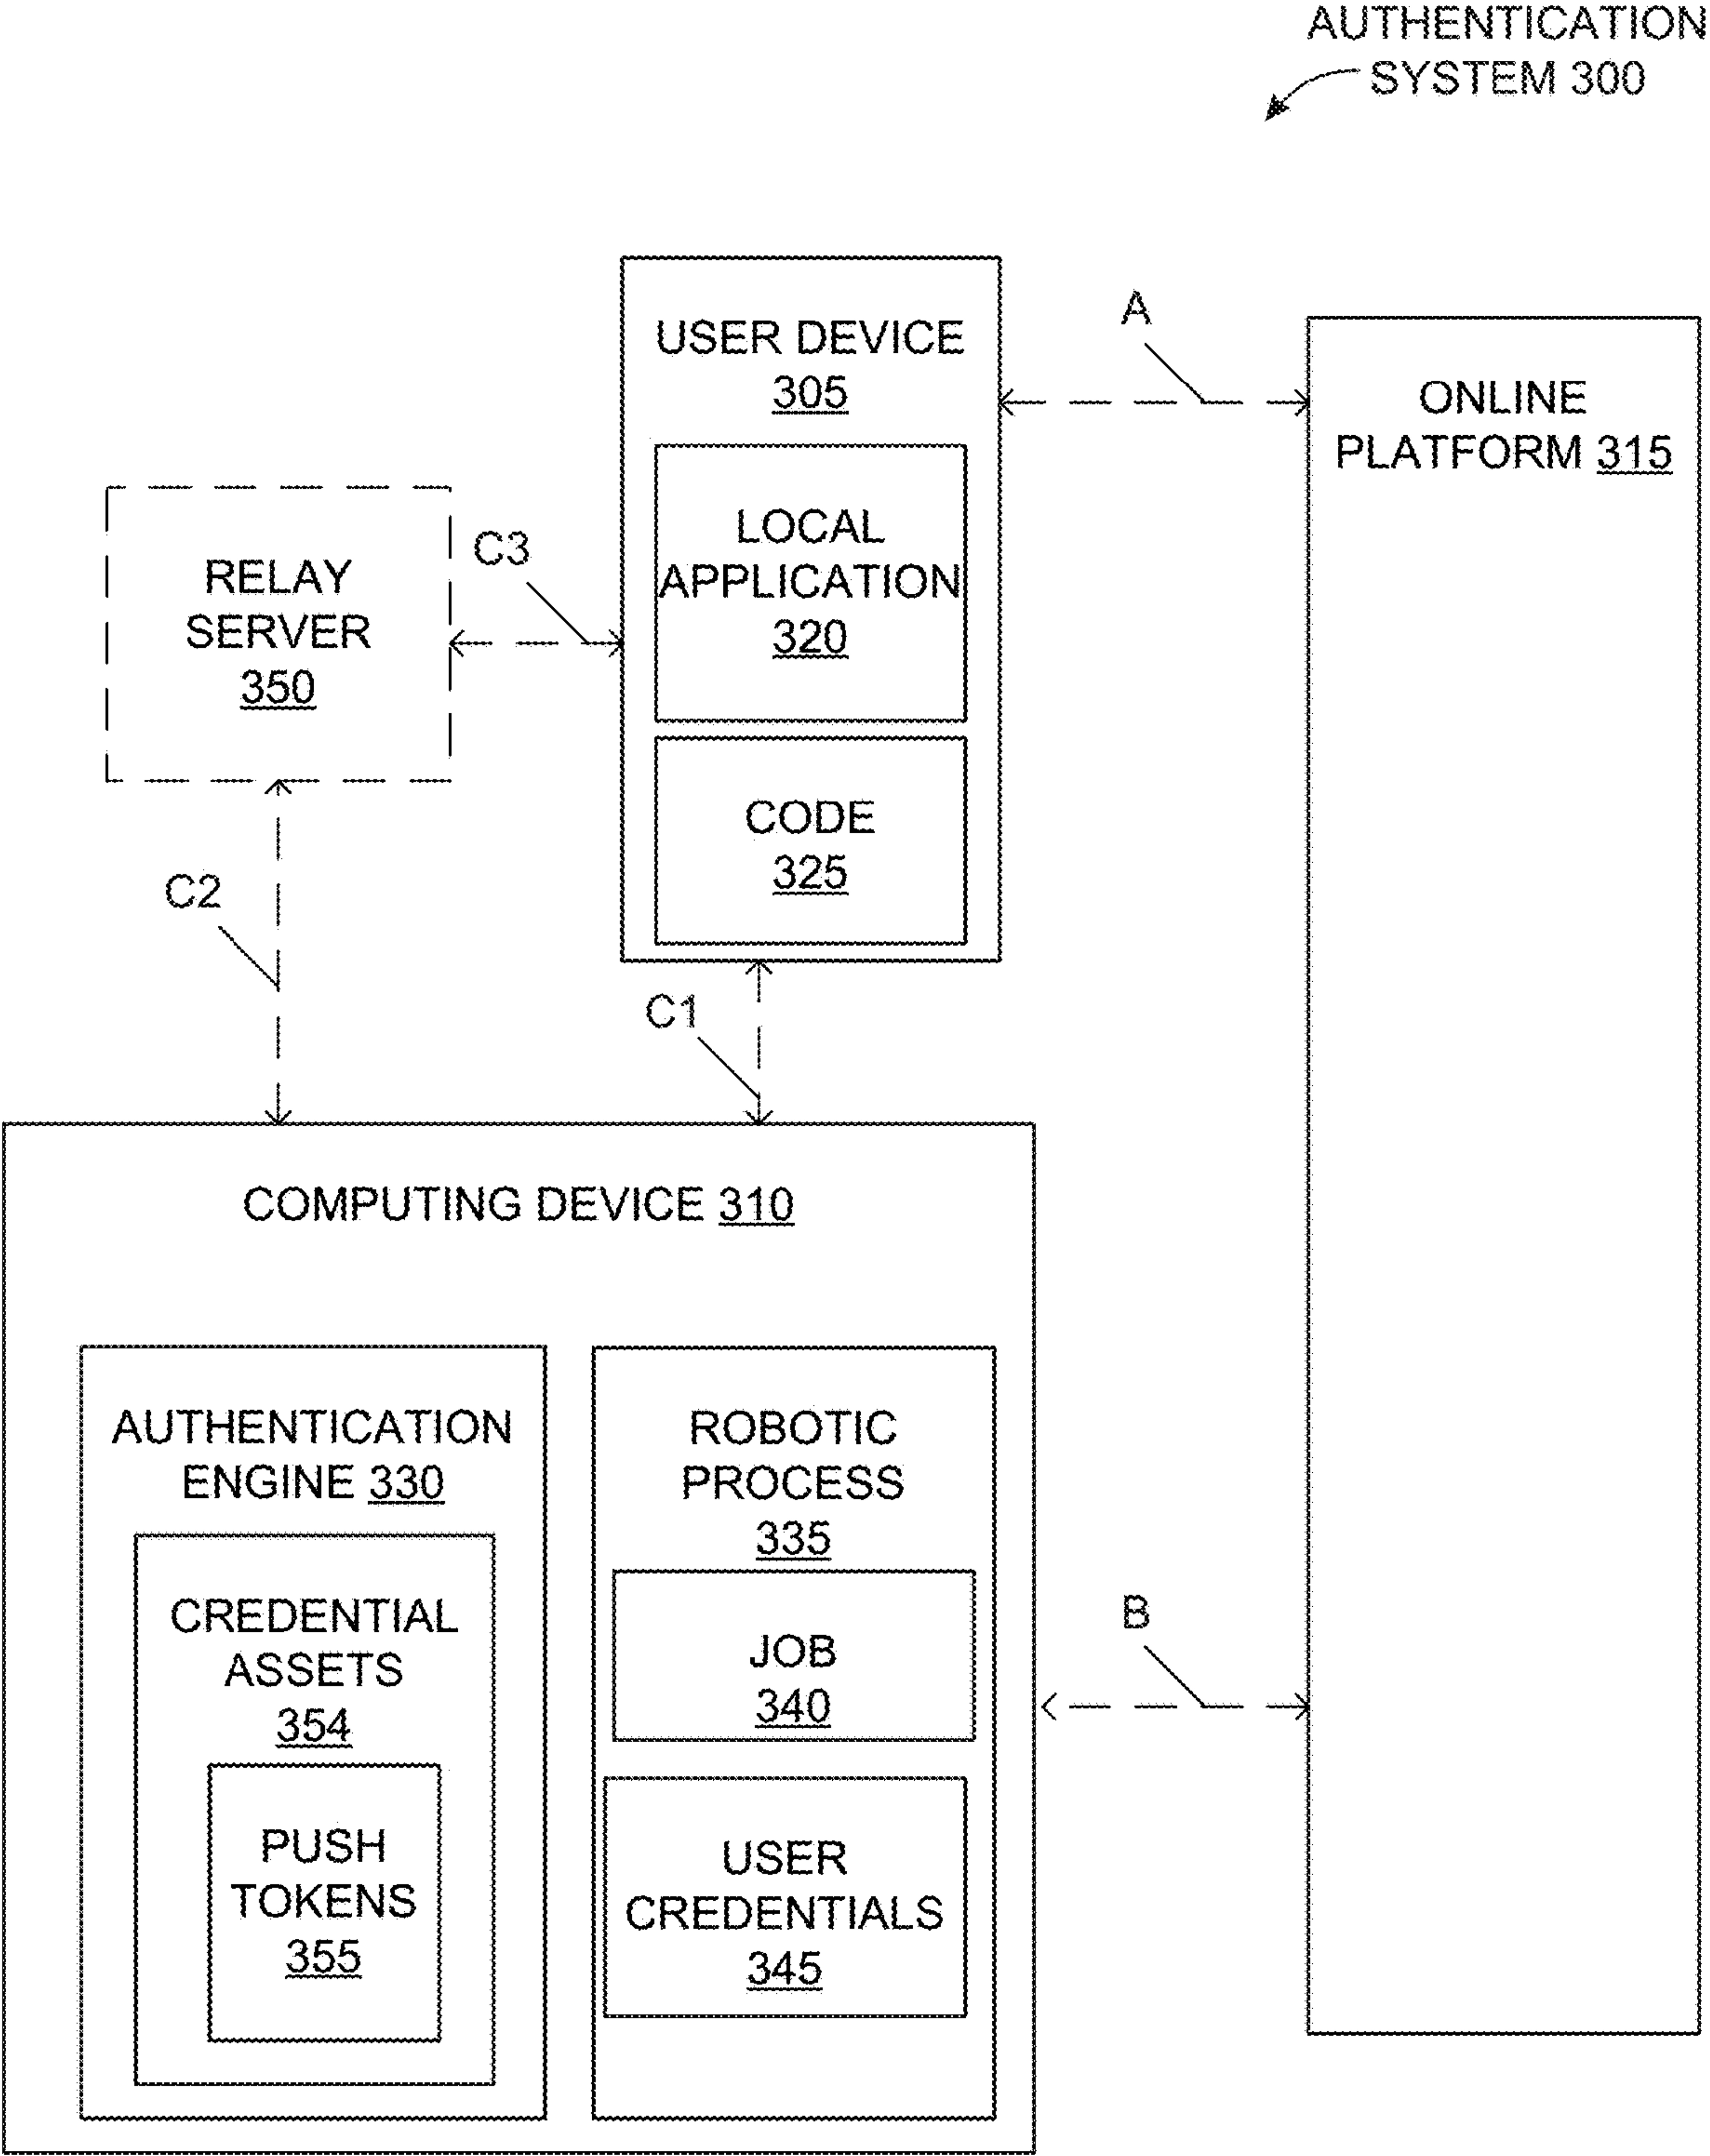 AUTHENTICATION
SYSTEM 300
A
USER DEVICE
305
ONLINE
PLATFORM 315
LOCAL
APPLICATION
320
C3
RELAY
SERVER
350
CODE
325
C2
C1
COMPUTING DEVICE 310
AUTHENTICATION
ENGINE 330
CREDENTIAL
ASSETS
354
PUSH
TOKENS
355
ROBOTIC
PROCESS
335
JOB
340
USER
CREDENTIALS
345
B